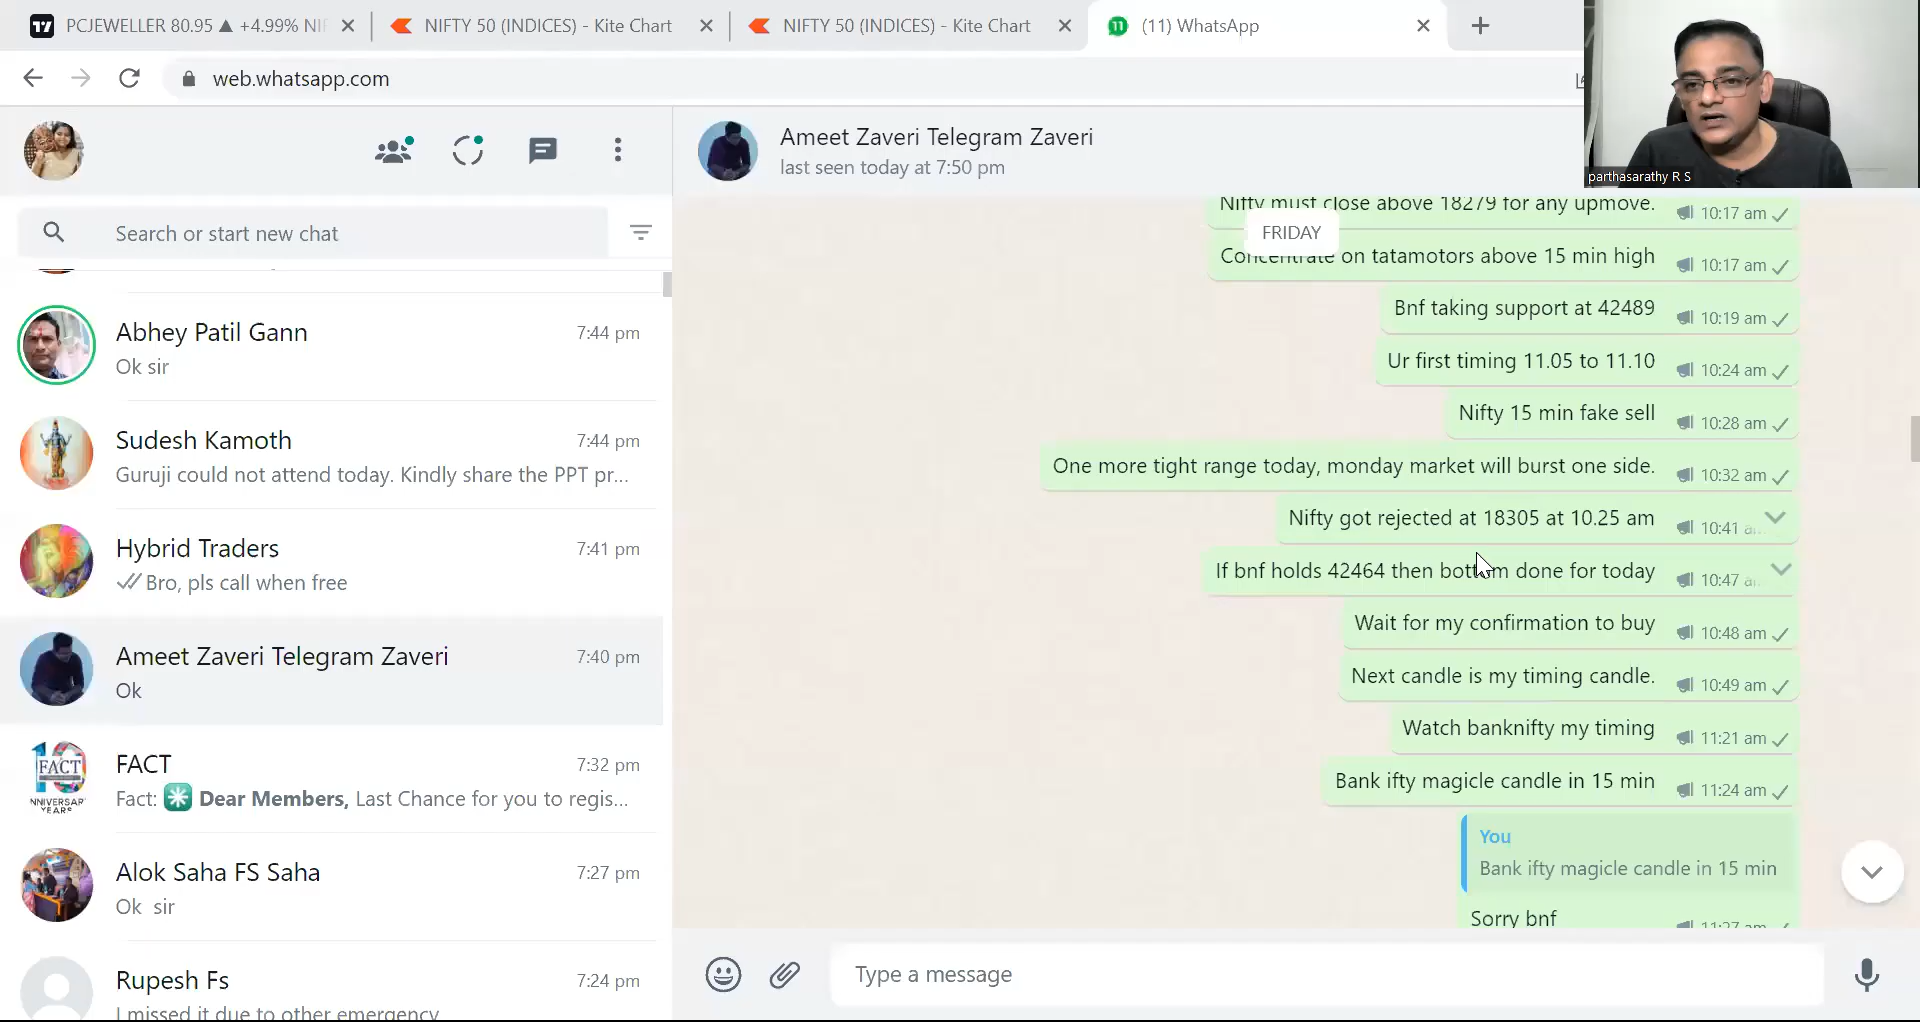 PCJEWELLER 80.95 ▲ +4.99% NI
NIFTY 50 (INDICES) - Kite Chart
NIFTY 50 (INDICES) - Kite Chart
(11) WhatsApp
web.whatsapp.com
parthasarathy R S
Ameet Zaveri Telegram Zaveri
last seen today at 7:50 pm
Search or start new chat
Abhey Patil Gann 7:44 pm
Ok sir
Sudesh Kamoth 7:44 pm
Guruji could not attend today. Kindly share the PPT pr...
Hybrid Traders 7:41 pm
Bro, pls call when free
Ameet Zaveri Telegram Zaveri 7:40 pm
Ok
FACT 7:32 pm
Fact: Dear Members, Last Chance for you to regis...
Alok Saha FS Saha 7:27 pm
Ok sir
Rupesh Fs 7:24 pm
I missed it due to other emergency
Nifty must close above 18279 for any upmove. 10:17 am
FRIDAY
Concentrate on tatamotors above 15 min high 10:17 am
Bnf taking support at 42489 10:19 am
Ur first timing 11.05 to 11.10 10:24 am
Nifty 15 min fake sell 10:28 am
One more tight range today, monday market will burst one side. 10:32 am
Nifty got rejected at 18305 at 10.25 am 10:41 a
If bnf holds 42464 then bottom done for today 10:47 a
Wait for my confirmation to buy 10:48 am
Next candle is my timing candle. 10:49 am
Watch banknifty my timing 11:21 am
Bank ifty magicle candle in 15 min 11:24 am
You
Bank ifty magicle candle in 15 min
Sorry bnf 11:27 am
Type a message